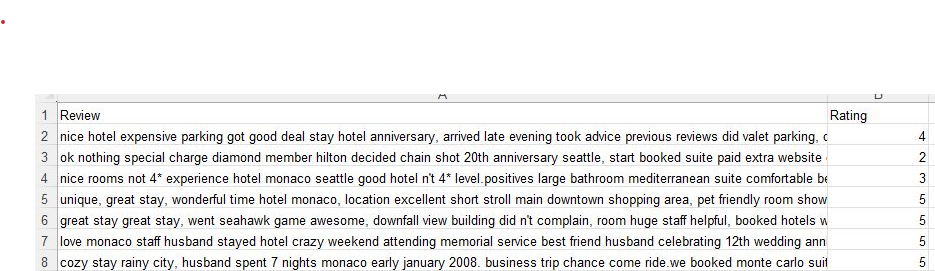 A B
1 Review Rating
2 nice hotel expensive parking got good deal stay hotel anniversary, arrived late evening took advice previous reviews did valet parking, 4
3 ok nothing special charge diamond member hilton decided chain shot 20th anniversary seattle, start booked suite paid extra website 2
4 nice rooms not 4* experience hotel monaco seattle good hotel n't 4* level.positives large bathroom mediterranean suite comfortable be 3
5 unique, great stay, wonderful time hotel monaco, location excellent short stroll main downtown shopping area, pet friendly room show 5
6 great stay great stay, went seahawk game awesome, downfall view building did n't complain, room huge staff helpful, booked hotels w 5
7 love monaco staff husband stayed hotel crazy weekend attending memorial service best friend husband celebrating 12th wedding ann 5
8 cozy stay rainy city, husband spent 7 nights monaco early january 2008. business trip chance come ride.we booked monte carlo suit 5